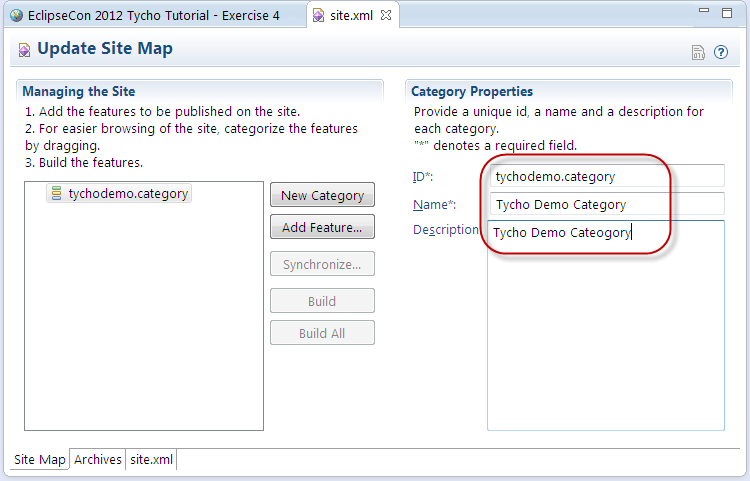 EclipseCon 2012 Tycho Tutorial - Exercise 4
site.xml
Update Site Map
Managing the Site
1. Add the features to be published on the site.
2. For easier browsing of the site, categorize the features
by dragging.
3. Build the features.
tychodemo.category
New Category
Add Feature...
Synchronize...
Build
Build All
Category Properties
Provide a unique id, a name and a description for
each category.
"*" denotes a required field.
ID*:
tychodemo.category
Name*:
Tycho Demo Category
Description
Tycho Demo Cateogory
Site Map
Archives
site.xml